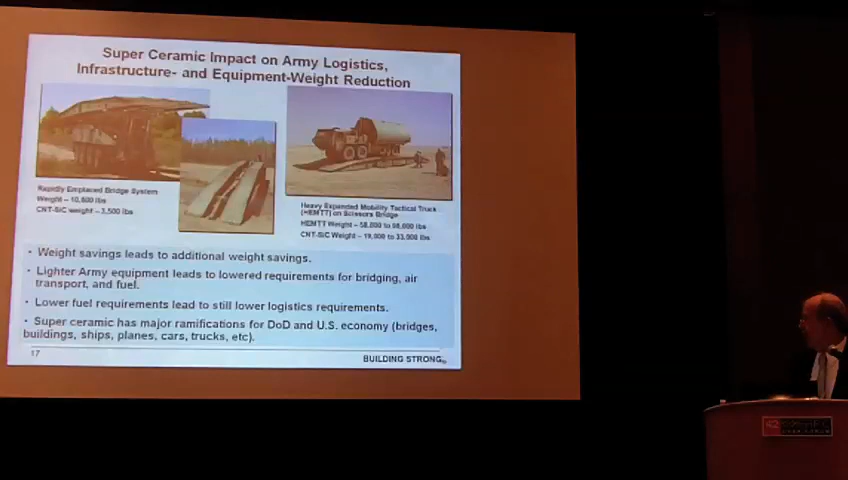 Super Ceramic Impact on Army Logistics,
Infrastructure- and Equipment-Weight Reduction
Rapidly Emplaced Bridge System
Weight – 10,600 lbs
CNT-SiC weight – 3,500 lbs
Heavy Expanded Mobility Tactical Truck
(HEMTT) on Scissors Bridge
HEMTT Weight – 58,000 to 98,000 lbs
CNT-SiC Weight – 19,000 to 33,000 lbs
• Weight savings leads to additional weight savings.
• Lighter Army equipment leads to lowered requirements for bridging, air
transport, and fuel.
• Lower fuel requirements lead to still lower logistics requirements.
• Super ceramic has major ramifications for DoD and U.S. economy (bridges,
buildings, ships, planes, cars, trucks, etc).
17
BUILDING STRONG®